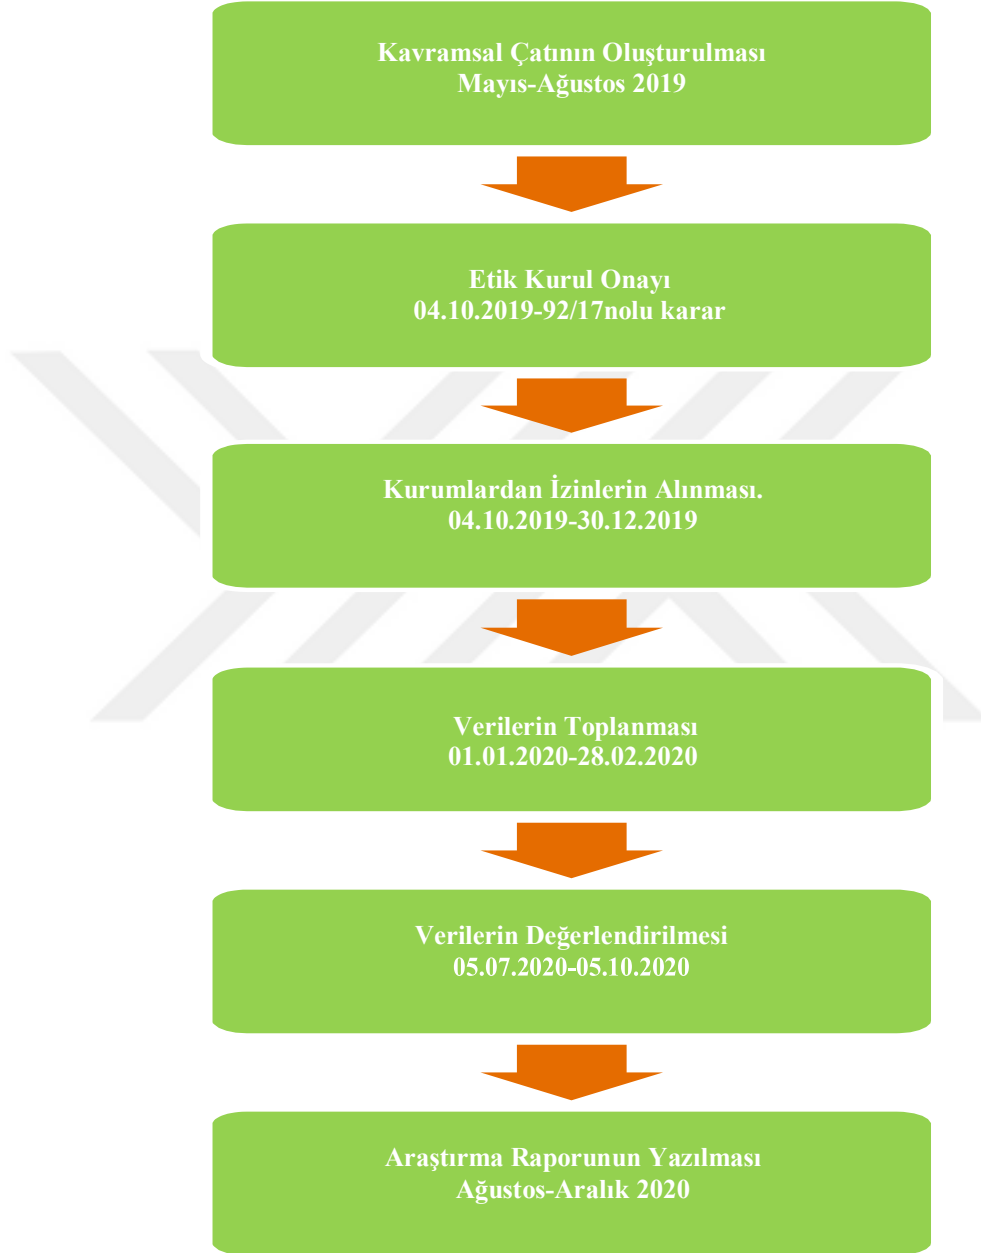 Kavramsal Çatının Oluşturulması
Mayıs-Ağustos 2019
Etik Kurul Onayı
04.10.2019-92/17nolu karar
Kurumlardan İzinlerin Alınması.
04.10.2019-30.12.2019
Verilerin Toplanması
01.01.2020-28.02.2020
Verilerin Değerlendirilmesi
05.07.2020-05.10.2020
Araştırma Raporunun Yazılması
Ağustos-Aralık 2020